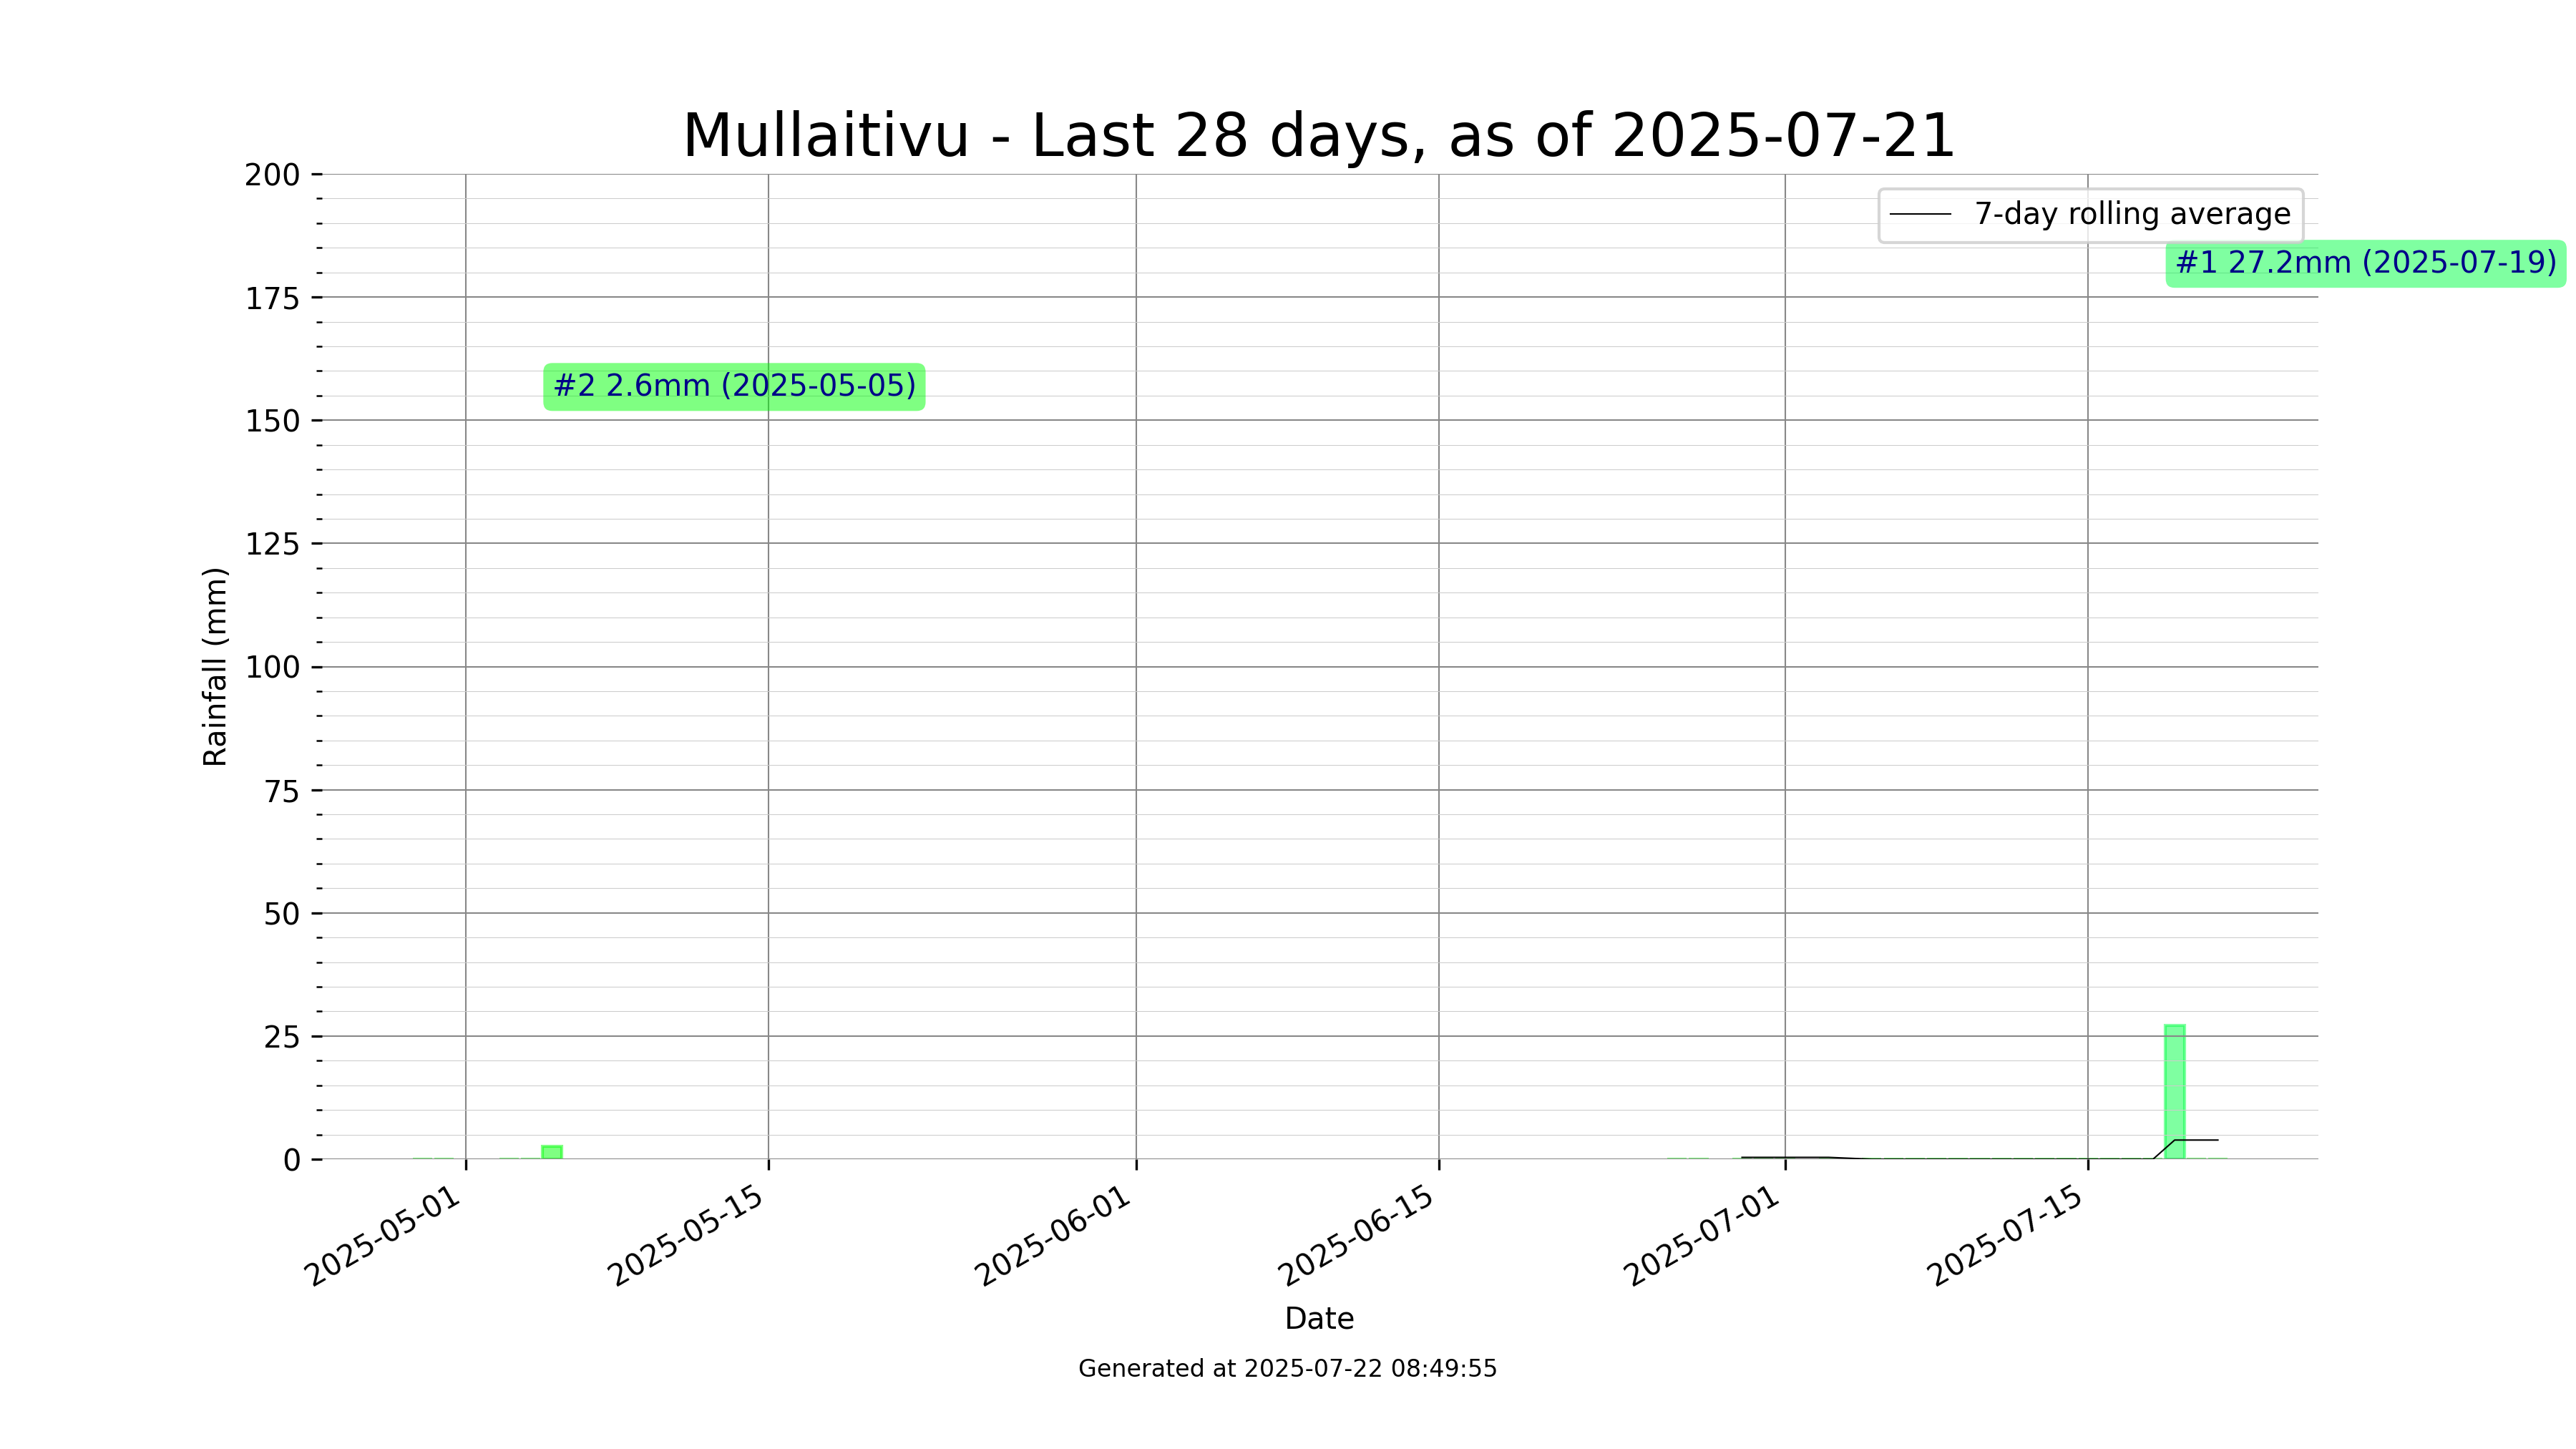 Mullaitivu - Last 28 days, as of 2025-07-21
7-day rolling average
#1 27.2mm (2025-07-19)
#2 2.6mm (2025-05-05)
Rainfall (mm)
200
175
150
125
100
75
50
25
0
2025-05-01
2025-05-15
2025-06-01
2025-06-15
2025-07-01
2025-07-15
Date
Generated at 2025-07-22 08:49:55